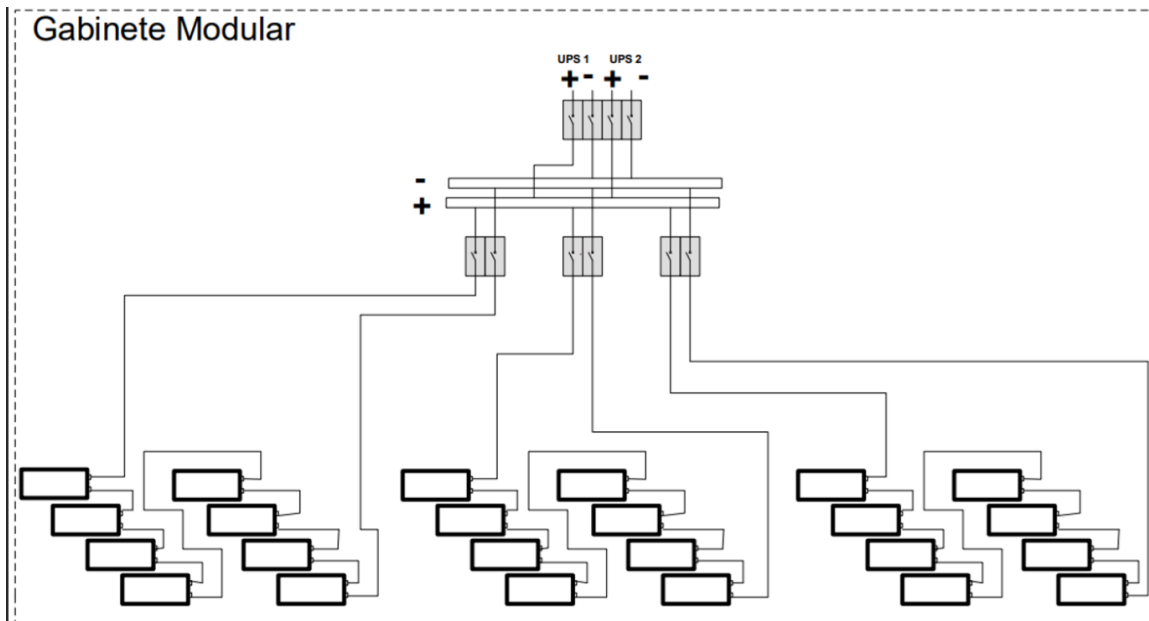 Gabinete Modular
UPS 1 UPS 2
+ - + -
-
+